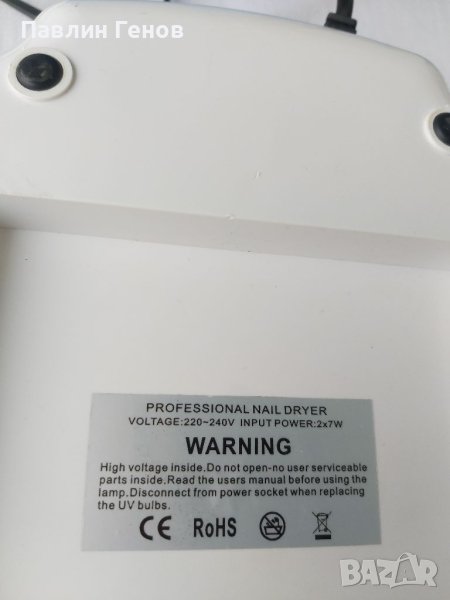 Павлин Генов
PROFESSIONAL NAIL DRYER
VOLTAGE:220~240V INPUT POWER:2x7W
WARNING
High voltage inside.Do not open-no user serviceable
parts inside.Read the users manual before using the
lamp.Disconnect from power socket when replacing
the UV bulbs.
CE RoHS
BAZAR